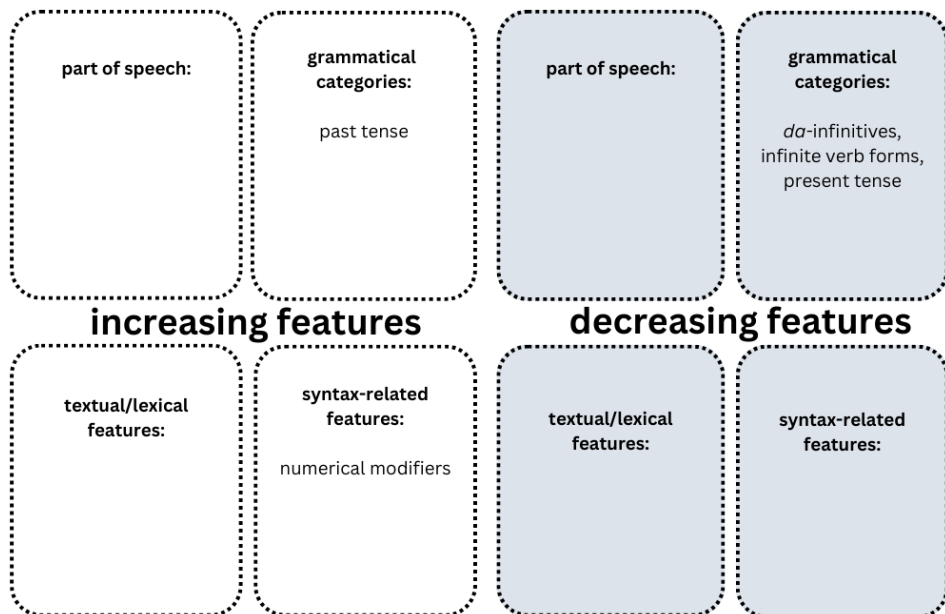 part of speech:
grammatical
categories:
past tense
part of speech:
grammatical
categories:
da-infinitives,
infinite verb forms,
present tense
increasing features
decreasing features
textual/lexical
features:
syntax-related
features:
numerical modifiers
textual/lexical
features:
syntax-related
features: